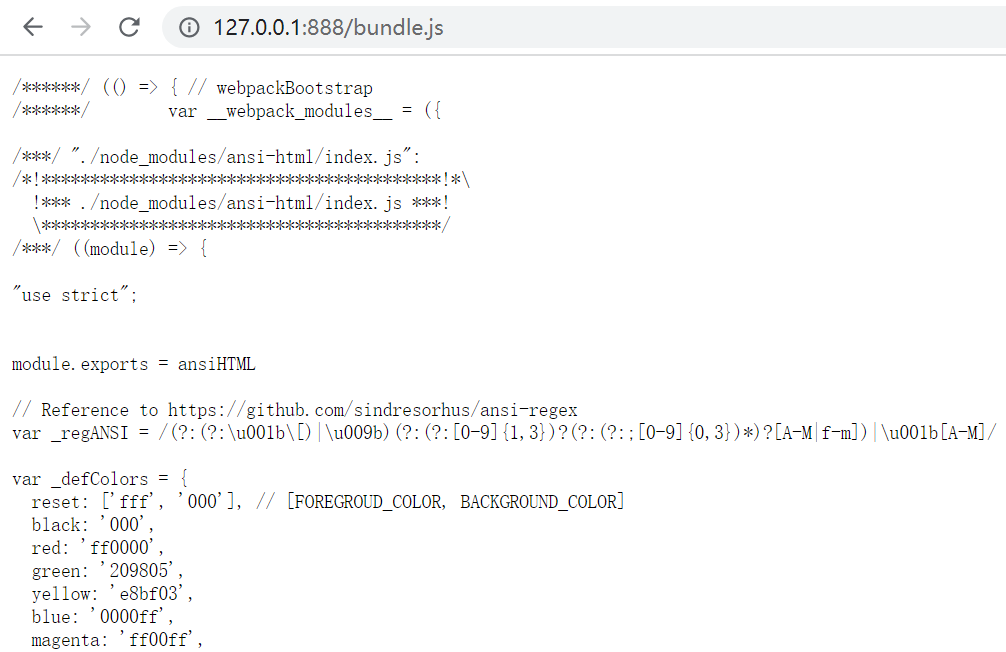 127.0.0.1:888/bundle.js
/******/ (() => { // webpackBootstrap
/******/ 	var __webpack_modules__ = ({
/***/ "./node_modules/ansi-html/index.js":
/*!*****************************************!*\
  !*** ./node_modules/ansi-html/index.js ***!
  \*****************************************/
/***/ ((module) => {
"use strict";
module.exports = ansiHTML
// Reference to https://github.com/sindresorhus/ansi-regex
var _regANSI = /(?:(?:\u001b\[)|\u009b)(?:(?:[0-9]{1,3})?(?:(?:;[0-9]{0,3})*)?[A-M|f-m])|\u001b[A-M]/
var _defColors = {
  reset: ['fff', '000'], // [FOREGROUD_COLOR, BACKGROUND_COLOR]
  black: '000',
  red: 'ff0000',
  green: '209805',
  yellow: 'e8bf03',
  blue: '0000ff',
  magenta: 'ff00ff',